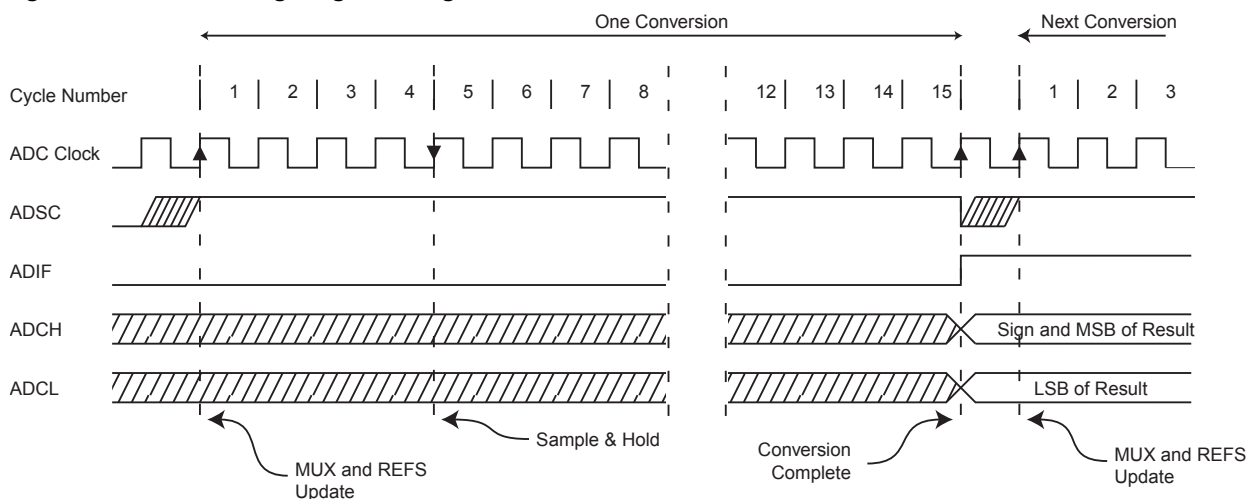 One Conversion
Next Conversion
Cycle Number 1 2 3 4 5 6 7 8 12 13 14 15 1 2 3
ADC Clock
ADSC
ADIF
ADCH
Sign and MSB of Result
ADCL
LSB of Result
Sample & Hold
MUX and REFS
Update
Conversion
Complete
MUX and REFS
Update